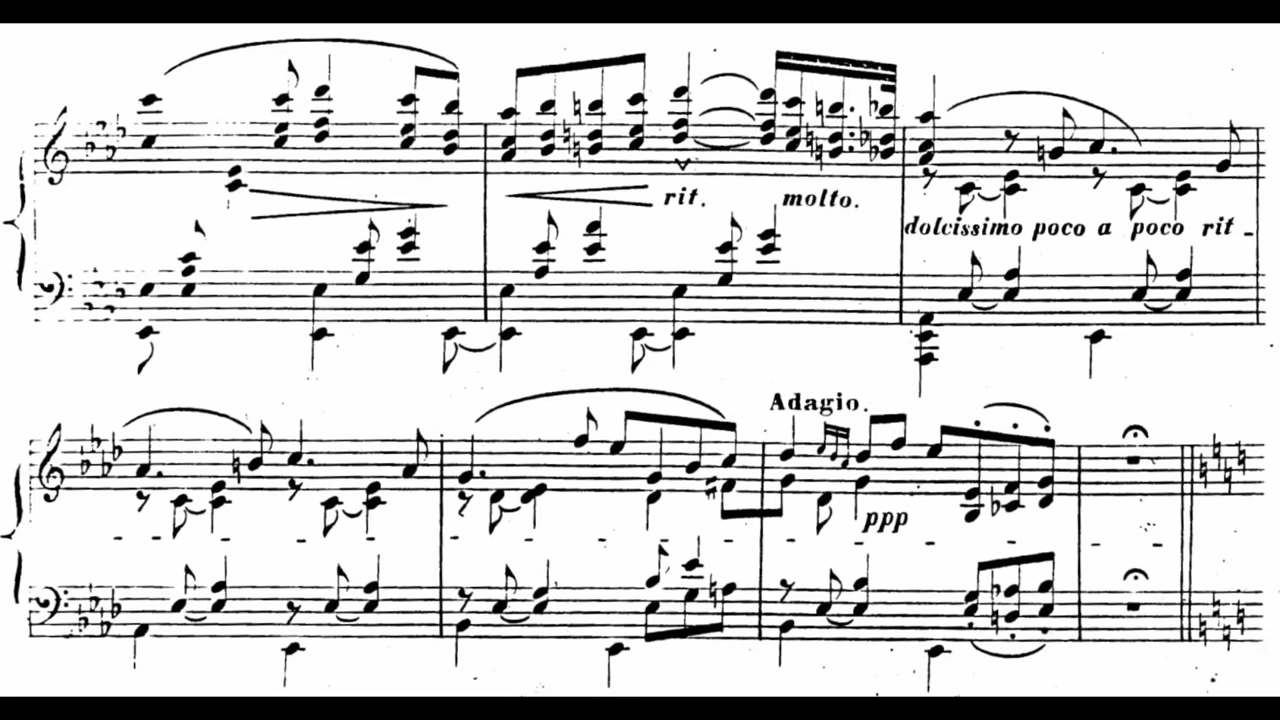 rit. molto.
dolcissimo poco a poco rit _
Adagio.
ppp